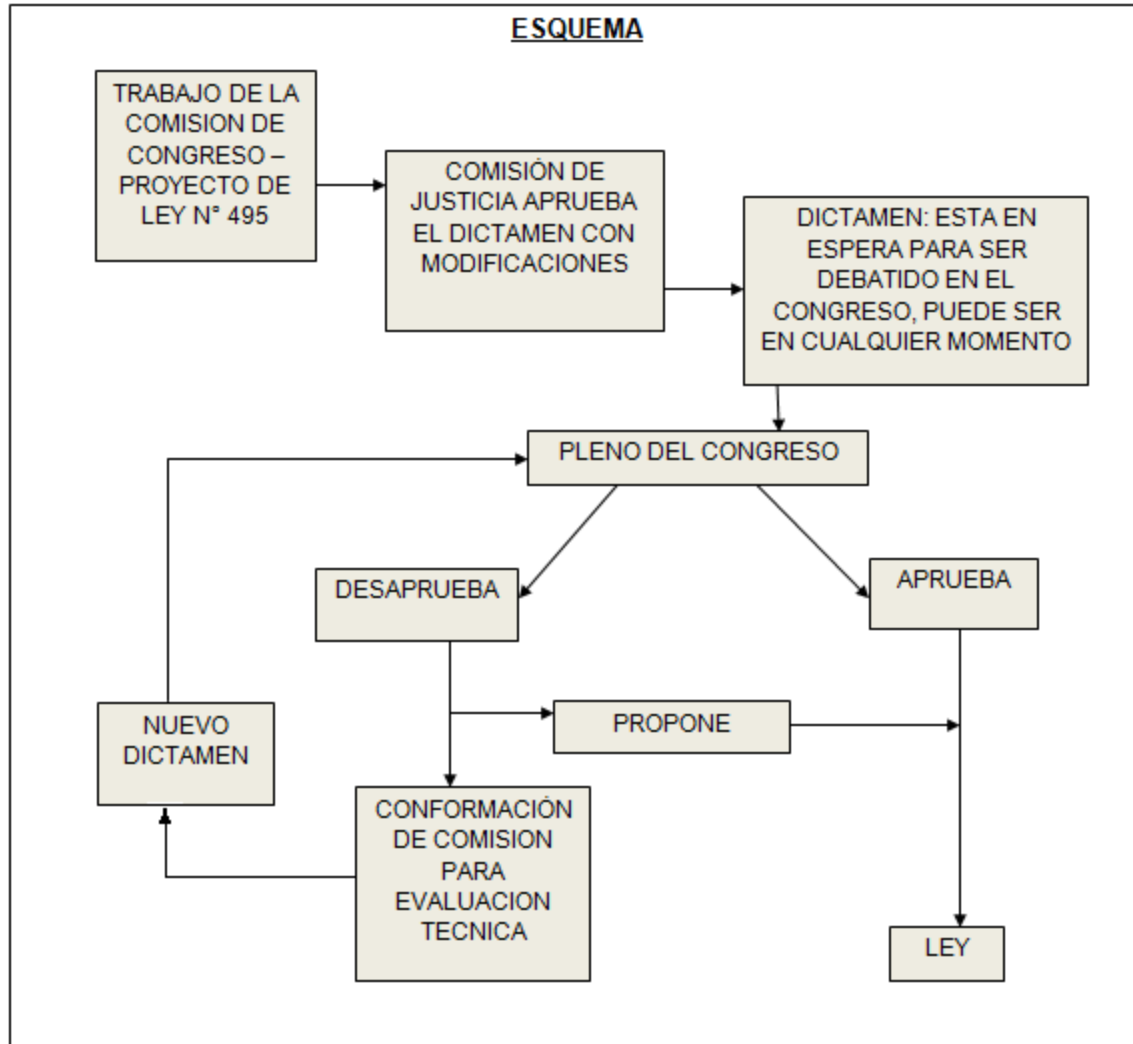 ESQUEMA
TRABAJO DE LA
COMISION DE
CONGRESO –
PROYECTO DE
LEY N° 495
COMISIÓN DE
JUSTICIA APRUEBA
EL DICTAMEN CON
MODIFICACIONES
DICTAMEN: ESTA EN
ESPERA PARA SER
DEBATIDO EN EL
CONGRESO, PUEDE SER
EN CUALQUIER MOMENTO
PLENO DEL CONGRESO
DESAPRUEBA
APRUEBA
NUEVO
DICTAMEN
PROPONE
CONFORMACIÓN
DE COMISION
PARA
EVALUACION
TECNICA
LEY